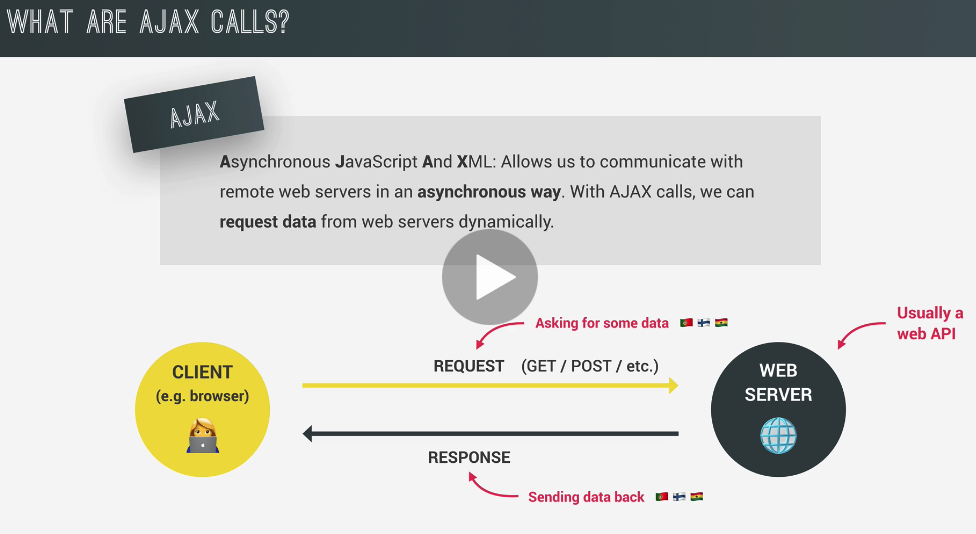 WHAT ARE AJAX CALLS?
AJAX
Asynchronous JavaScript And XML: Allows us to communicate with
remote web servers in an asynchronous way. With AJAX calls, we can
request data from web servers dynamically.
Asking for some data
Usually a
web API
REQUEST (GET / POST / etc.)
CLIENT
(e.g. browser)
WEB
SERVER
RESPONSE
Sending data back